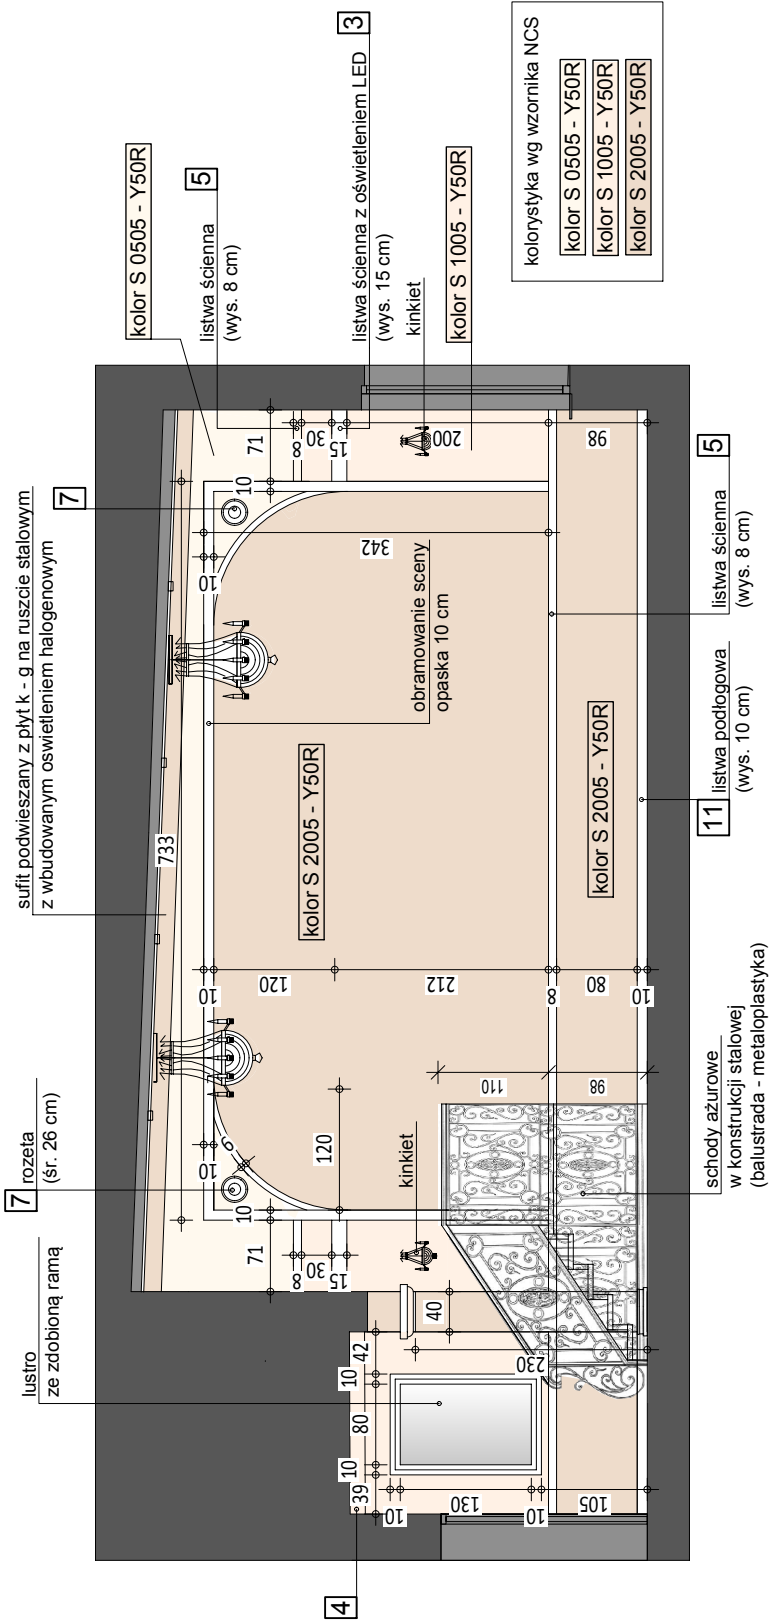 lustro
ze zdobioną ramą
7 rozeta
(śr. 26 cm)
sufit podwieszany z płyt k - g na ruszcie stalowym
z wbudowanym oswietleniem halogenowym
7
kolor S 0505 - Y50R
5
listwa ścienna
(wys. 8 cm)
3
listwa ścienna z oświetleniem LED
(wys. 15 cm)
kinkiet
kolor S 1005 - Y50R
kolorystyka wg wzornika NCS
kolor S 0505 - Y50R
kolor S 1005 - Y50R
kolor S 2005 - Y50R
733
71
10
10
9
10
10
10
71
8
30
15
120
120
212
342
8
30
15
200
98
kolor S 2005 - Y50R
obramowanie sceny
opaska 10 cm
kinkiet
4
39
10
80
10
42
40
230
10
130
10
105
110
98
8
80
10
kolor S 2005 - Y50R
schody ażurowe
w konstrukcji stalowej
(balustrada - metaloplastyka)
11 listwa podłogowa
(wys. 10 cm)
5
listwa ścienna
(wys. 8 cm)